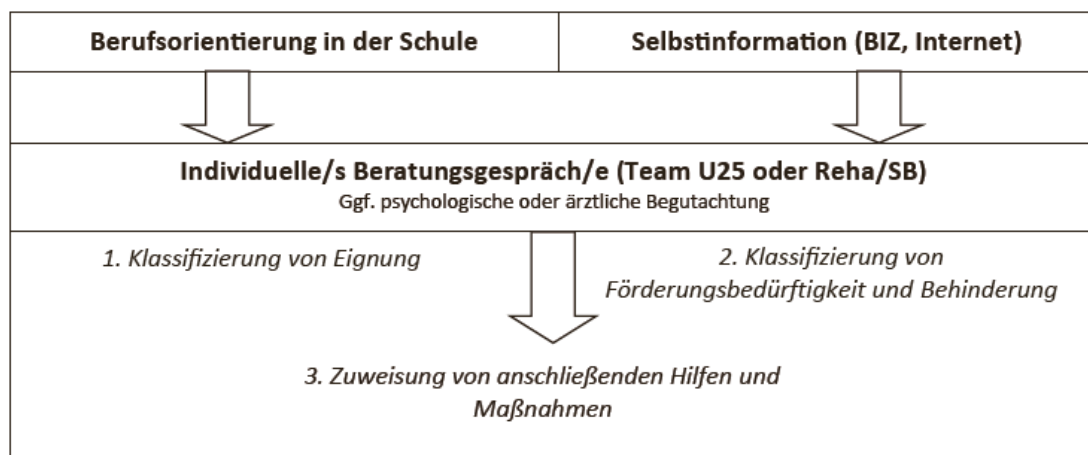 Berufsorientierung in der Schule
Selbstinformation (BIZ, Internet)
Individuelle/s Beratungsgespräch/e (Team U25 oder Reha/SB)
Ggf. psychologische oder ärztliche Begutachtung
1. Klassifizierung von Eignung
2. Klassifizierung von
Förderungsbedürftigkeit und Behinderung
3. Zuweisung von anschließenden Hilfen und
Maßnahmen